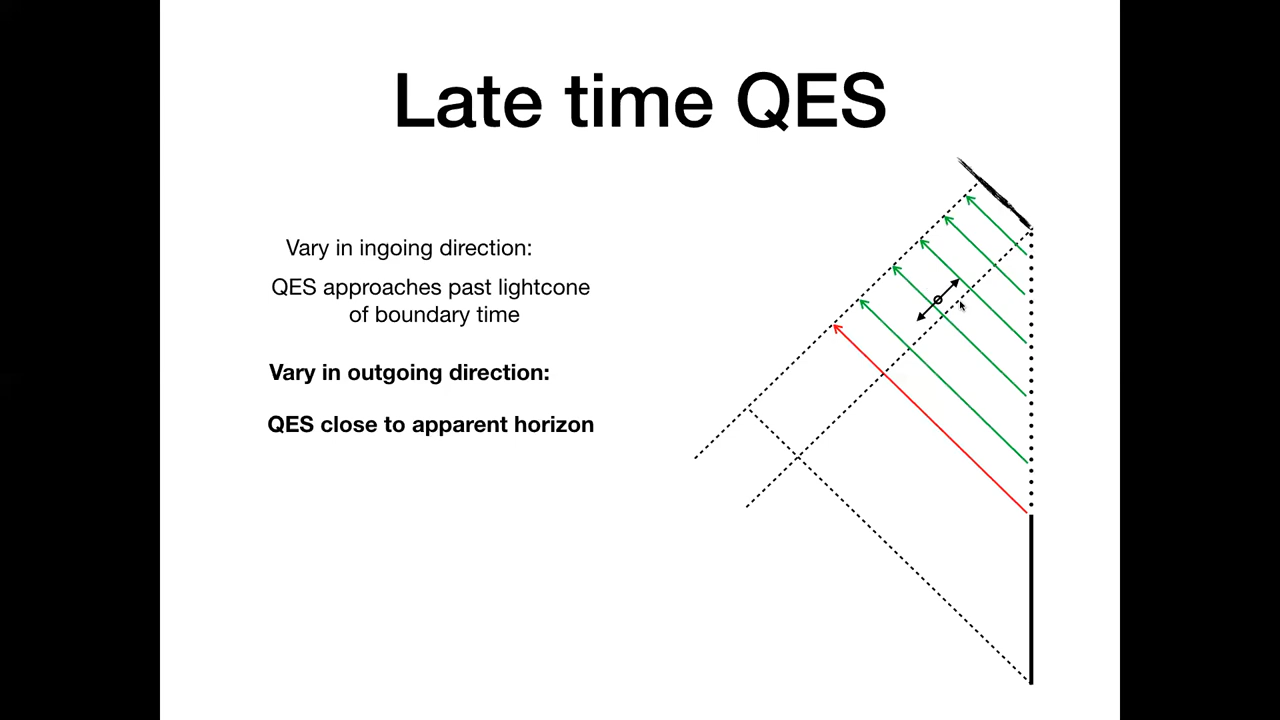 Late time QES
Vary in ingoing direction:
QES approaches past lightcone
of boundary time
Vary in outgoing direction:
QES close to apparent horizon